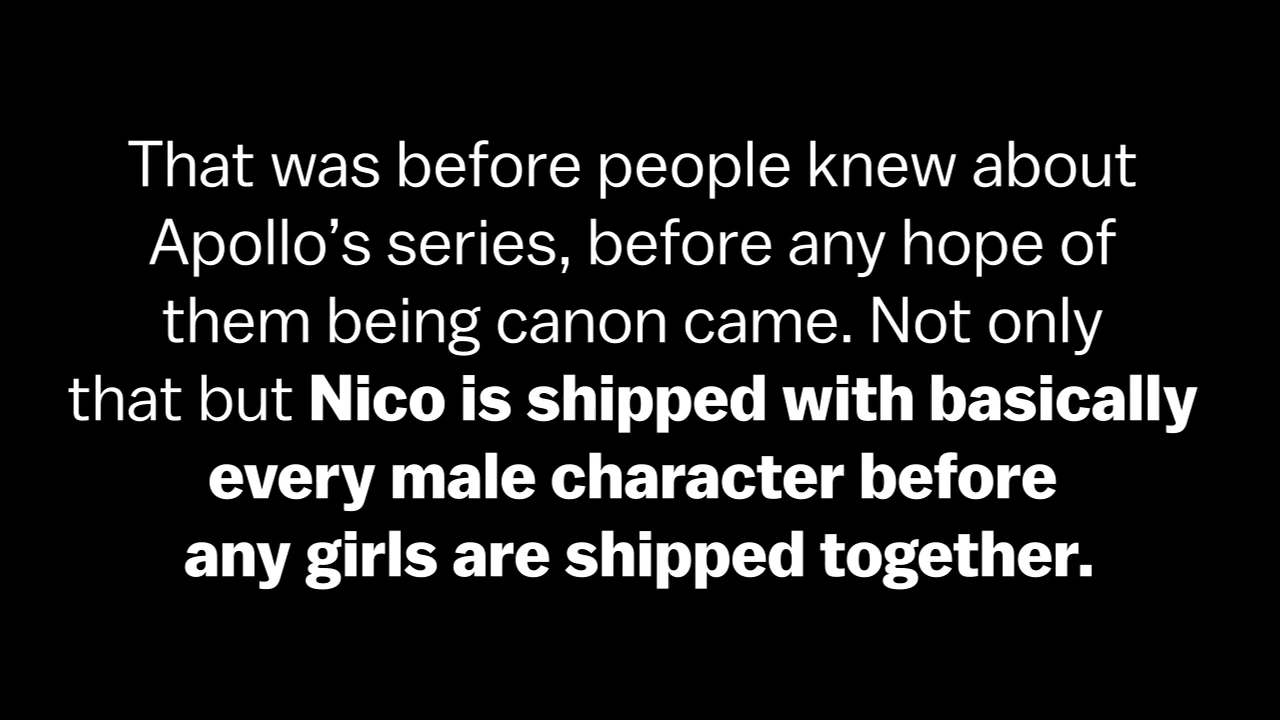 That was before people knew about
Apollo’s series, before any hope of
them being canon came. Not only
that but Nico is shipped with basically
every male character before
any girls are shipped together.